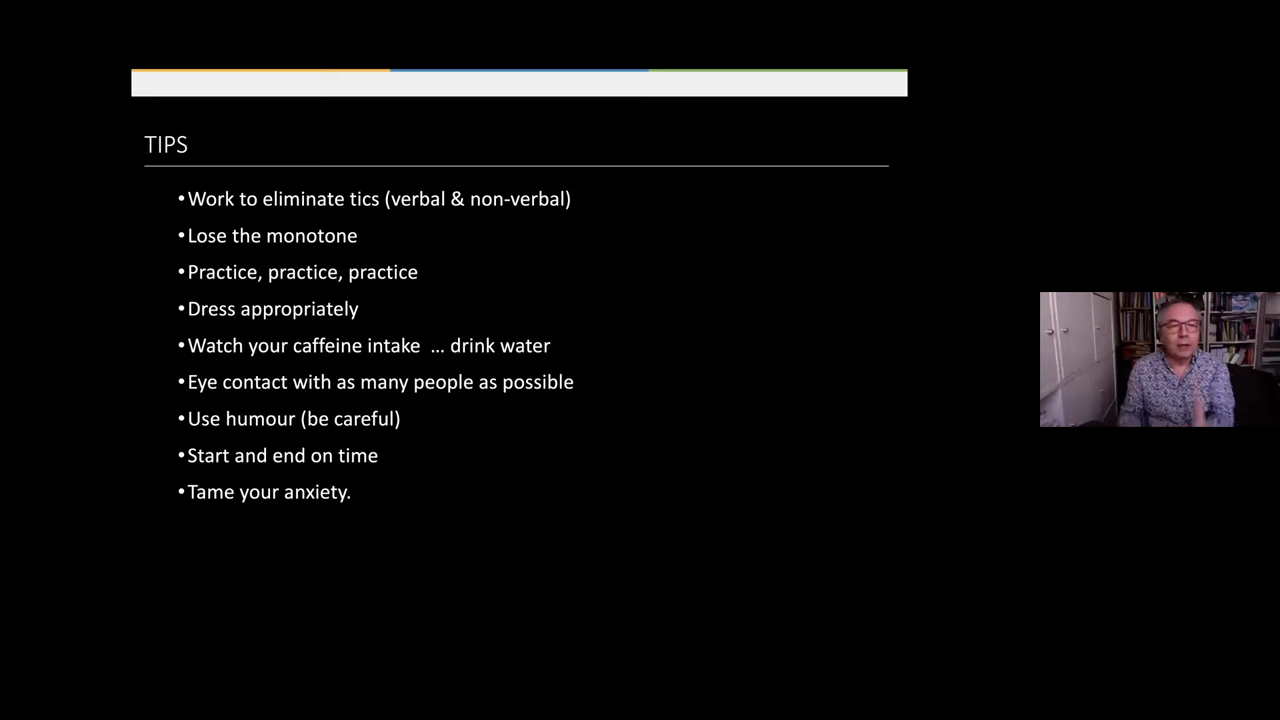 TIPS
•Work to eliminate tics (verbal & non-verbal)
•Lose the monotone
•Practice, practice, practice
•Dress appropriately
•Watch your caffeine intake … drink water
•Eye contact with as many people as possible
•Use humour (be careful)
•Start and end on time
•Tame your anxiety.